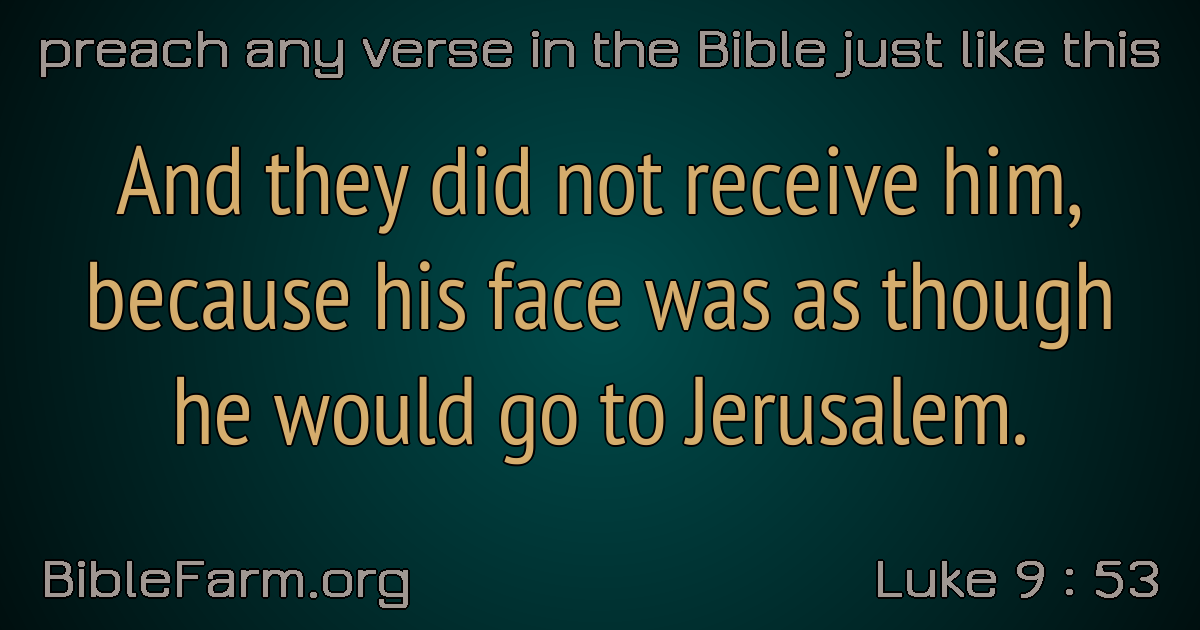 preach any verse in the Bible just like this
And they did not receive him,
because his face was as though
he would go to Jerusalem.
BibleFarm.org
Luke 9 : 53